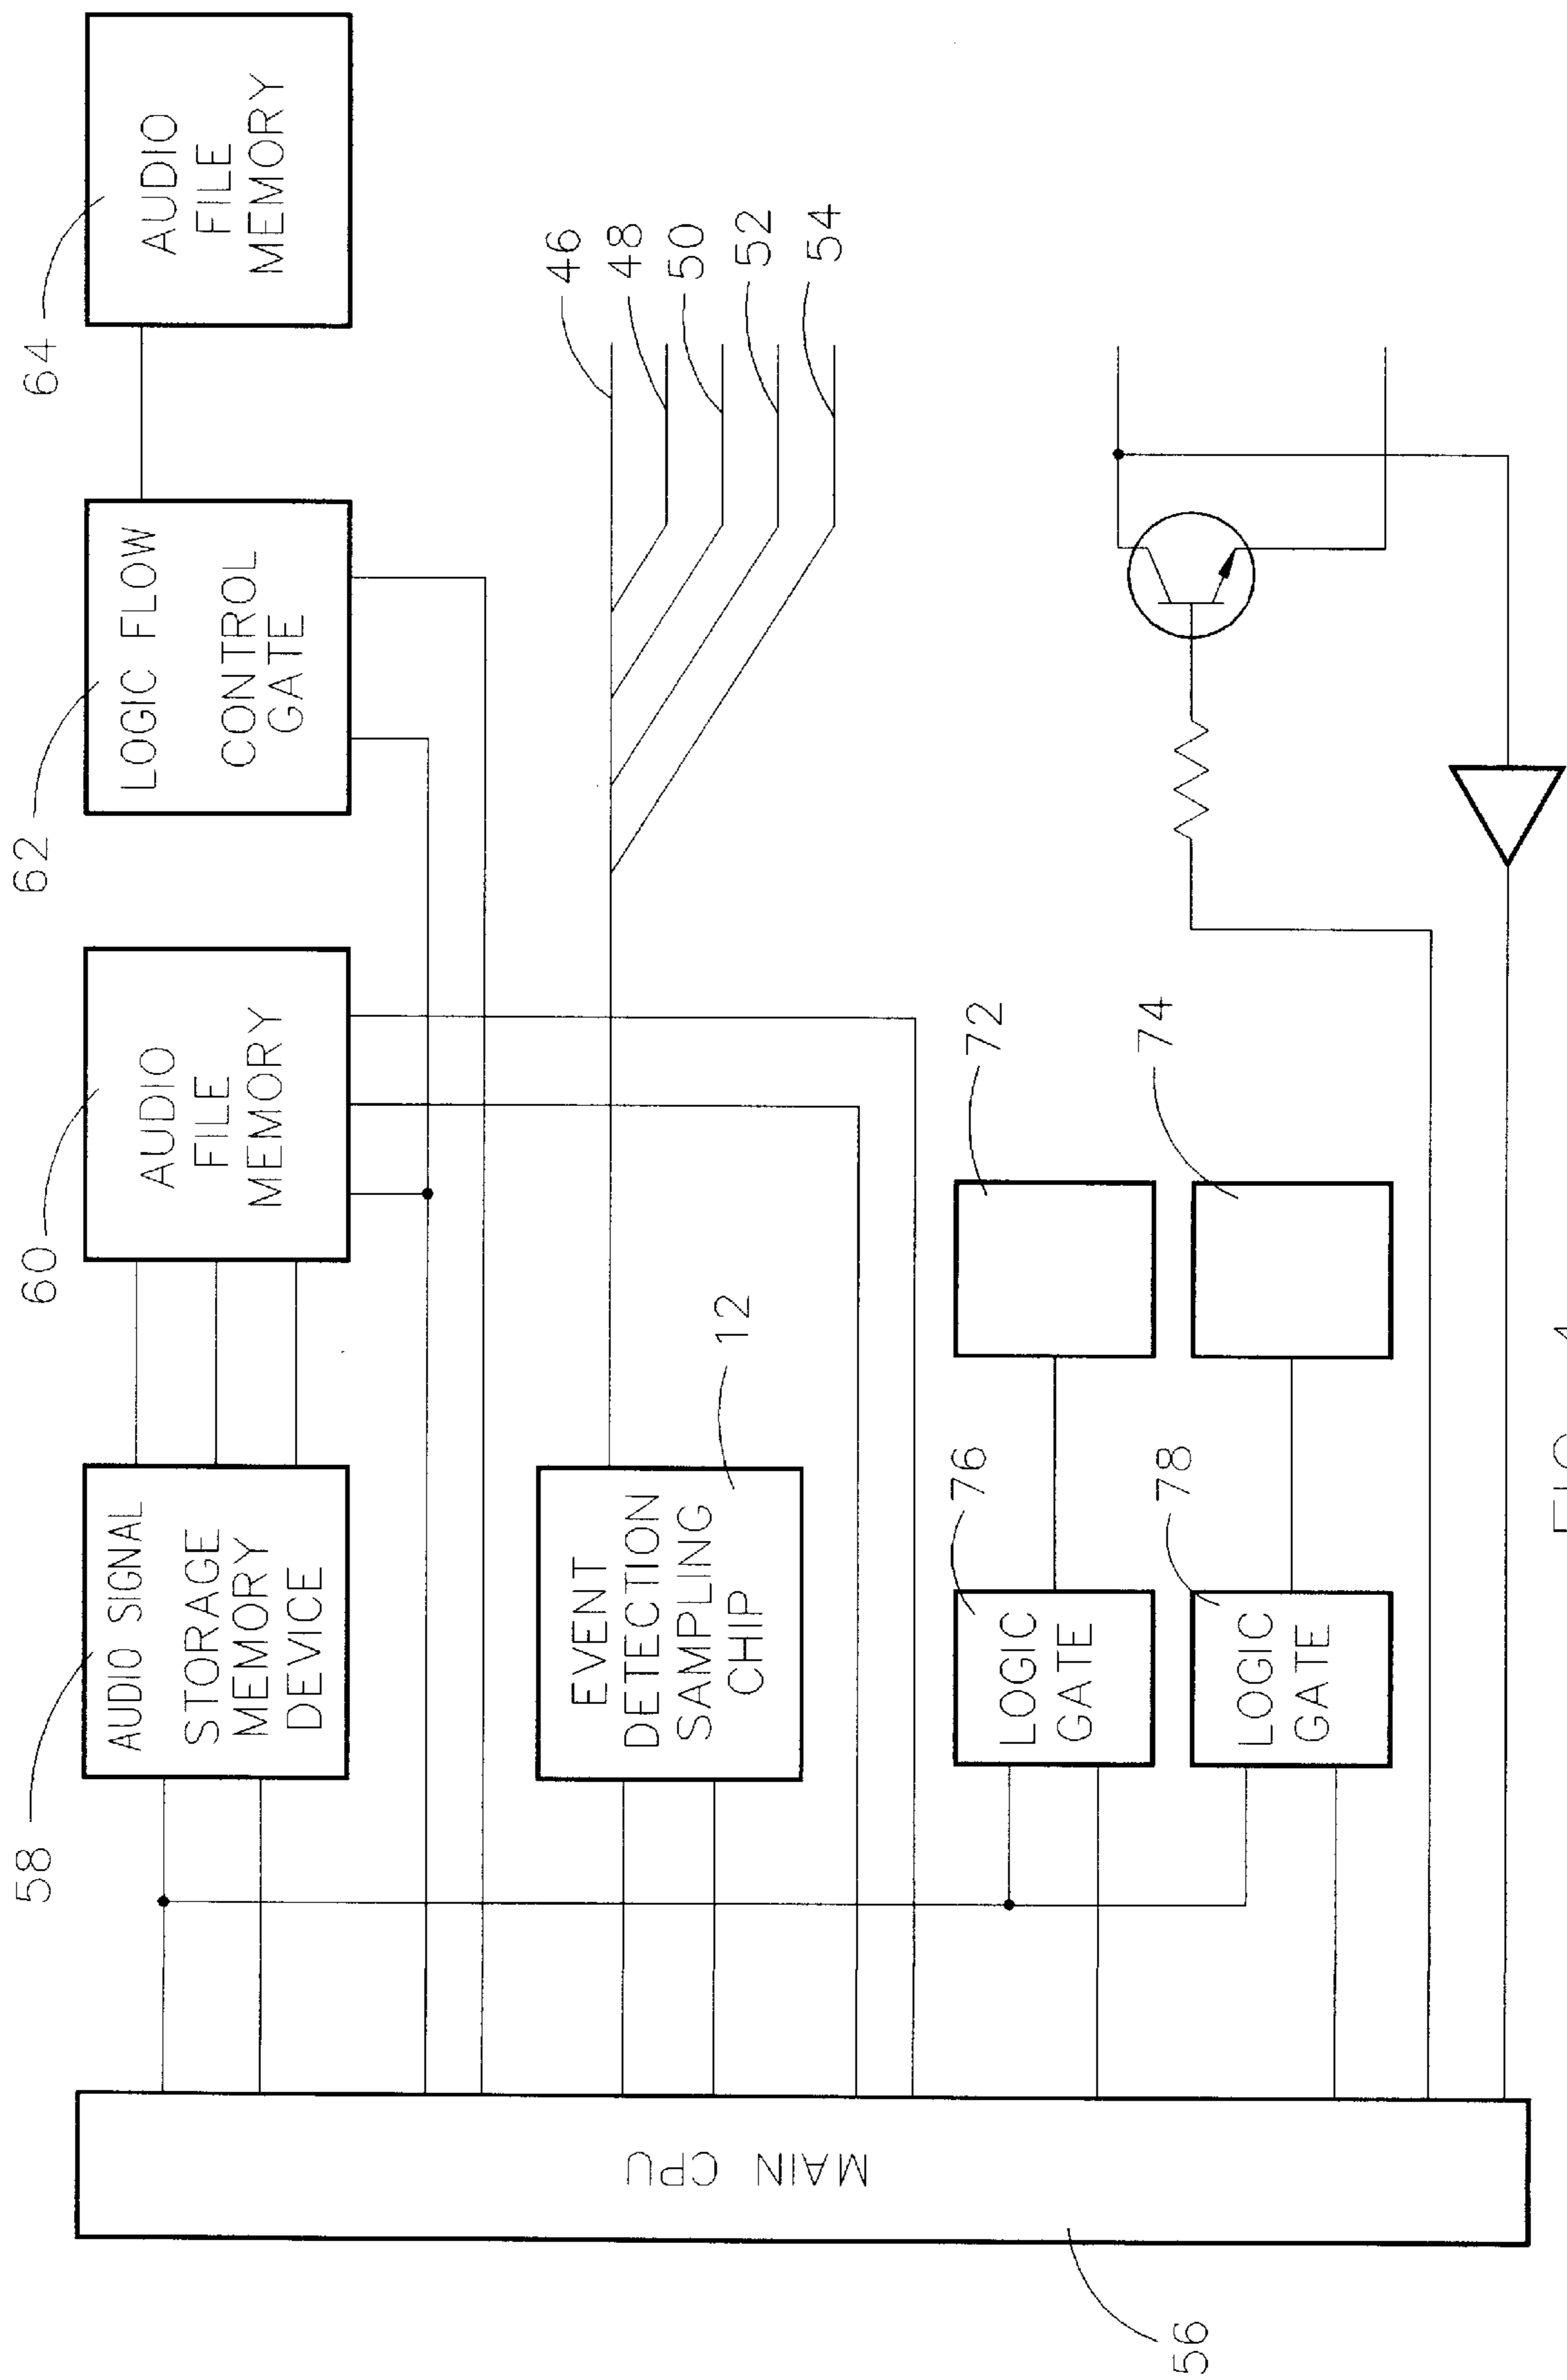 58
AUDIO SIGNAL
STORAGE
MEMORY
DEVICE
60
AUDIO
FILE
MEMORY
62
LOGIC FLOW
CONTROL
GATE
64
AUDIO
FILE
MEMORY
46
48
50
52
54
EVENT
DETECTION
SAMPLING
CHIP
12
76
LOGIC
GATE
72
78
LOGIC
GATE
74
MAIN CPU
56